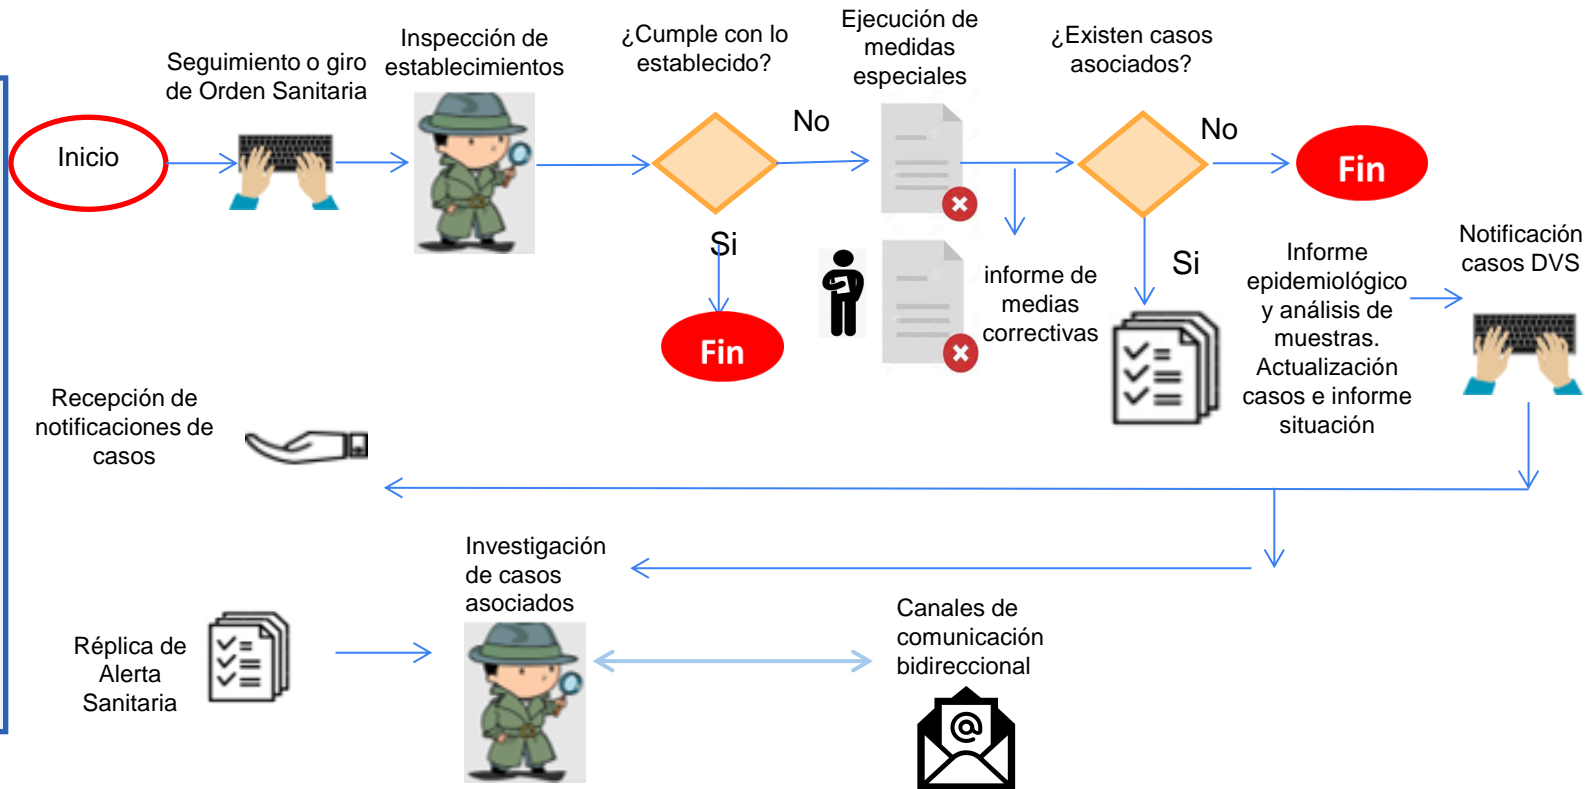 Inicio
Seguimiento o giro
de Orden Sanitaria
Inspección de
establecimientos
¿Cumple con lo
establecido?
No
Si
Fin
Ejecución de
medidas
especiales
informe de
medias
correctivas
¿Existen casos
asociados?
No
Fin
Si
Informe
epidemiológico
y análisis de
muestras.
Actualización
casos e informe
situación
Notificación
casos DVS
Recepción de
notificaciones de
casos
Investigación
de casos
asociados
Réplica de
Alerta
Sanitaria
Canales de
comunicación
bidireccional
@